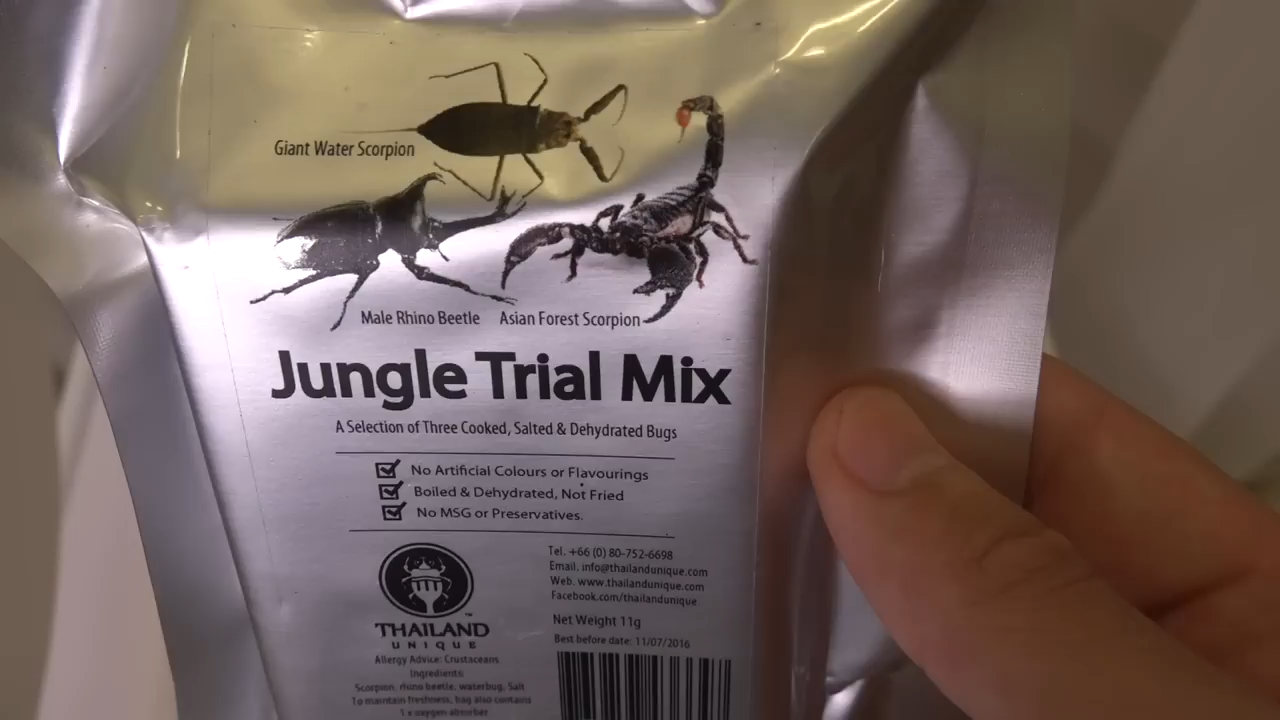 Giant Water Scorpion
Male Rhino Beetle
Asian Forest Scorpion
Jungle Trial Mix
A Selection of Three Cooked, Salted & Dehydrated Bugs
No Artificial Colours or Flavourings
Boiled & Dehydrated, Not Fried
No MSG or Preservatives.
THAILAND
UNIQUE
™
Allergy Advice: Crustaceans
Ingredients:
Scorpion, rhino beetle, waterbug, Salt
To maintain freshness, bag also contains
1 x oxygen absorber
Tel. +66 (0) 80-752-6698
Email. info@thailandunique.com
Web. www.thailandunique.com
Facebook.com/thailandunique
Net Weight 11g
Best before date: 11/07/2016